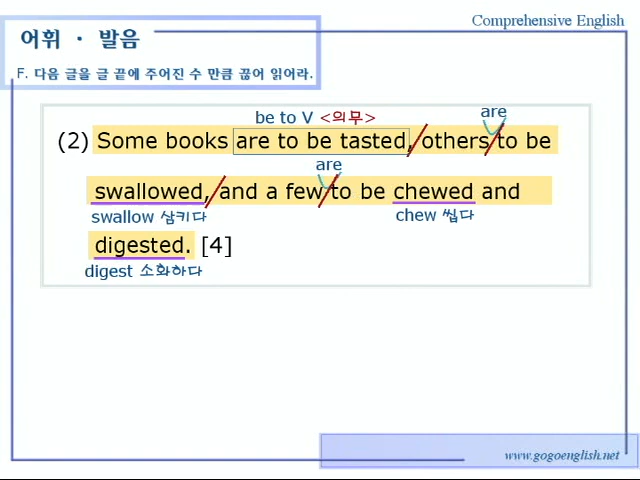 Comprehensive English
어휘 · 발음
F. 다음 글을 글 끝에 주어진 수 만큼 끊어 읽어라.
be to V <의무>
are
(2) Some books are to be tasted, / others / to be
are
swallowed, / and a few / to be chewed and
swallow 삼키다
chew 씹다
digested. [4]
digest 소화하다
www.gogoenglish.net